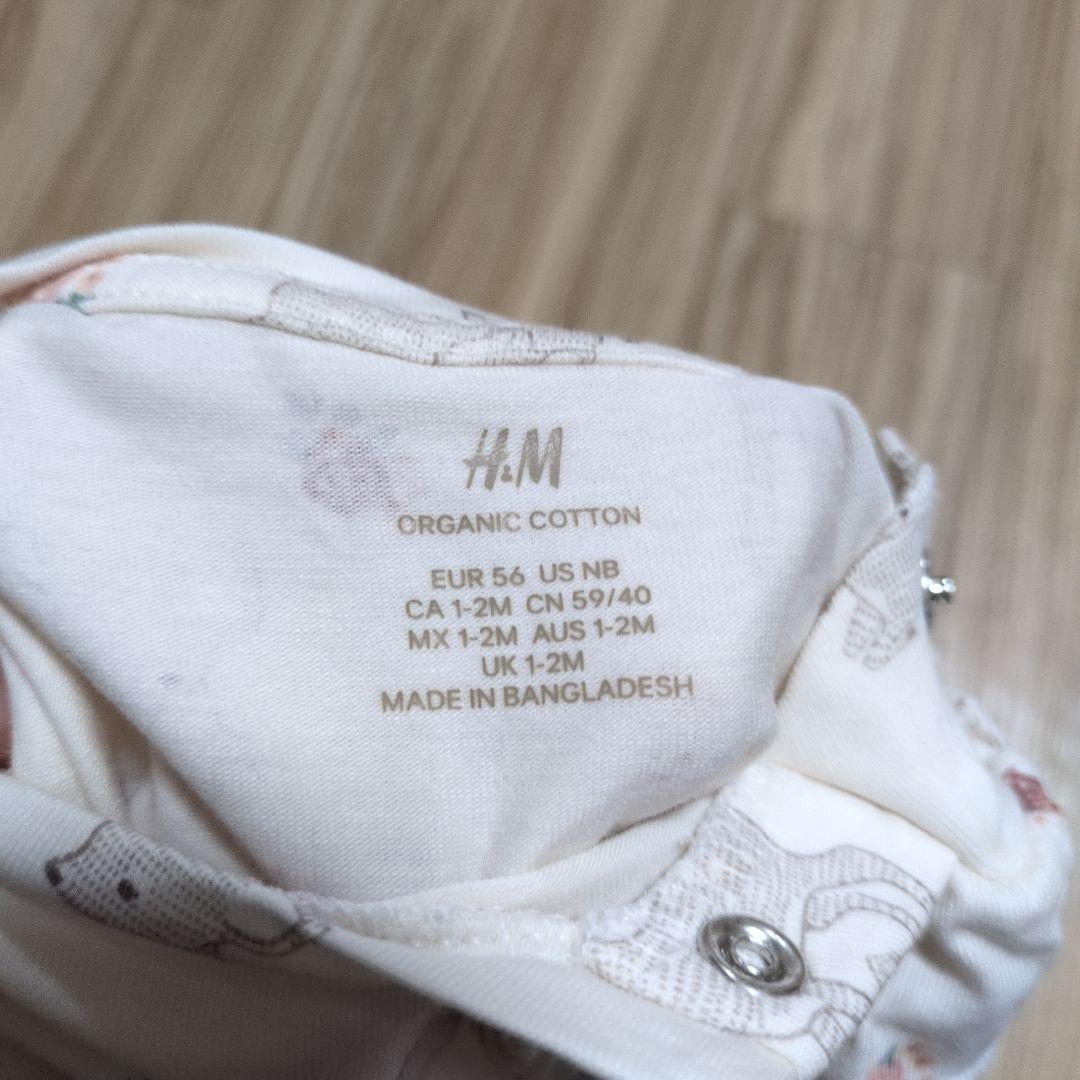 H&M
ORGANIC COTTON
EUR 56 US NB
CA 1-2M CN 59/40
MX 1-2M AUS 1-2M
UK 1-2M
MADE IN BANGLADESH